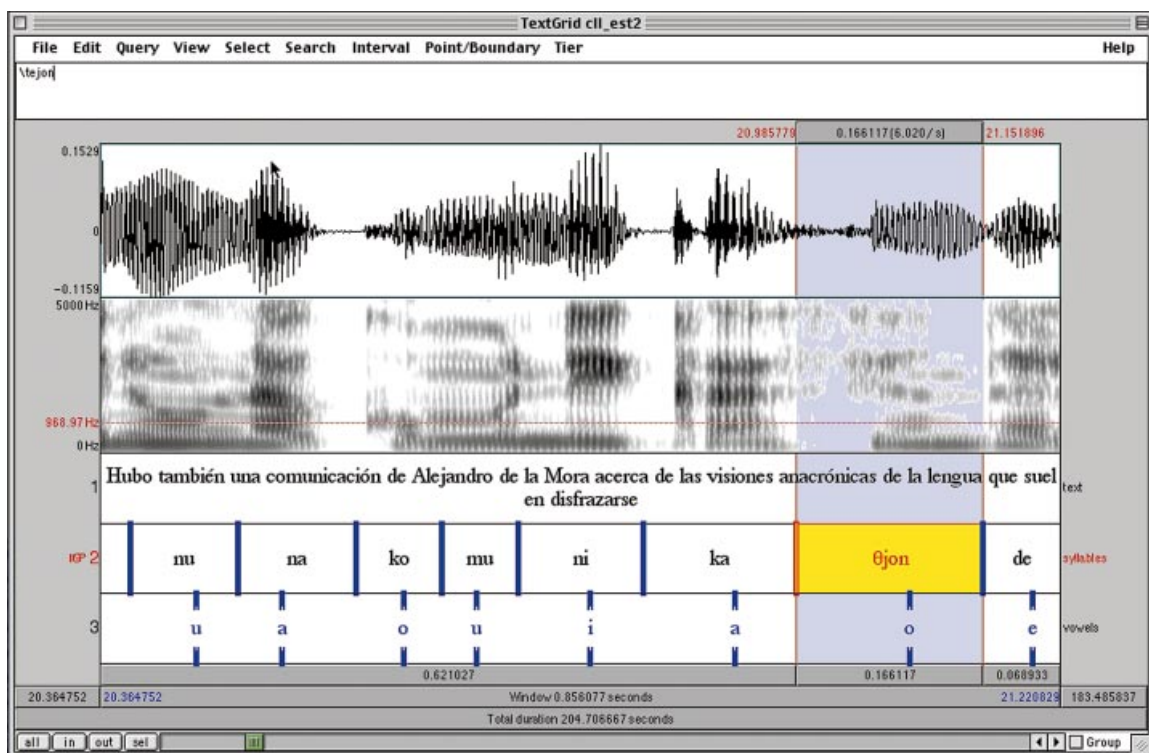 TextGrid cll_est2
File Edit Query View Select Search Interval Point/Boundary Tier Help
\tejon
20.985779 0.166117(6.020/s) 21.151896
0.1529
0
-0.1159
5000 Hz
968.97 Hz
0 Hz
1 Hubo también una comunicación de Alejandro de la Mora acerca de las visiones anacrónicas de la lengua que suel text
en disfrazarse
2 nu na ko mu ni ka θjon de syllables
3 u a o u i a o e vowels
0.621027 0.166117 0.068933
20.364752 20.364752 Window 0.856077 seconds 21.220829 183.485837
Total duration 204.706667 seconds
all in out sel Group